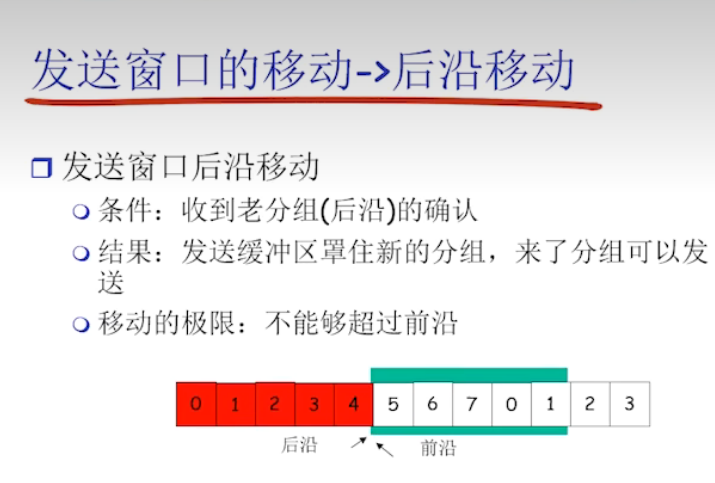 发送窗口的移动->后沿移动
发送窗口后沿移动
条件：收到老分组(后沿)的确认
结果：发送缓冲区罩住新的分组，来了分组可以发
送
移动的极限：不能够超过前沿
0 1 2 3 4 5 6 7 0 1 2 3
后沿 前沿